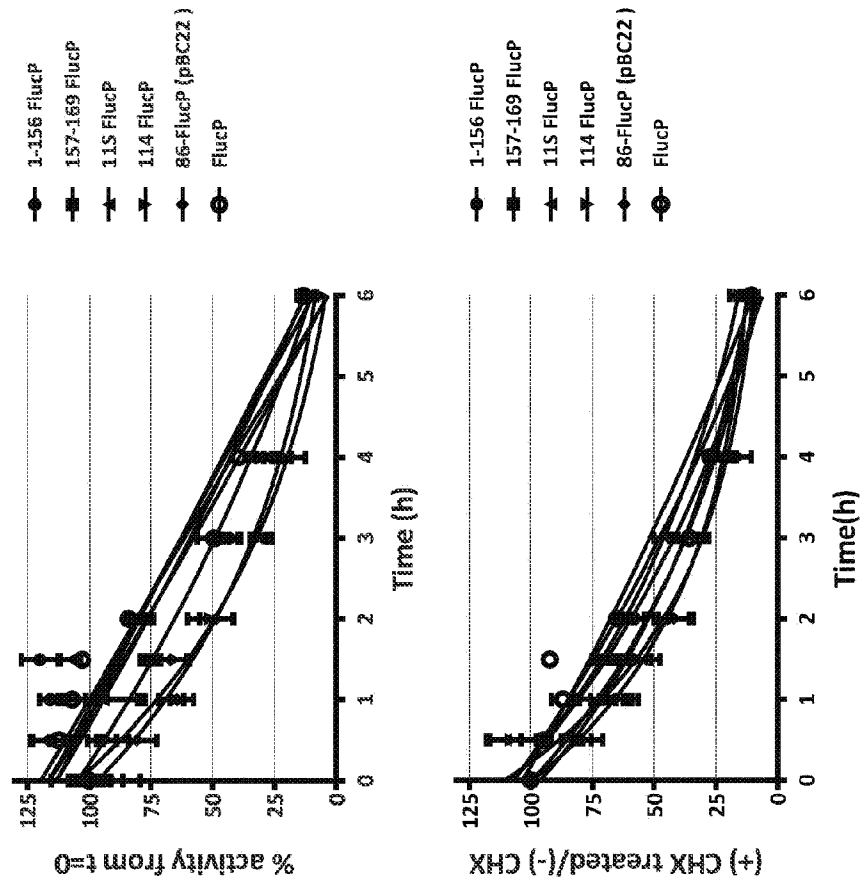 % activity from t=0
125
100
75
50
25
0
0
1
2
3
4
5
6
Time (h)
1-156 FlucP
157-169 FlucP
11S FlucP
114 FlucP
86-FlucP (pBC22)
FlucP
(+) CHX treated/(-) CHX
125
100
75
50
25
0
0
1
2
3
4
5
6
Time(h)
1-156 FlucP
157-169 FlucP
11S FlucP
114 FlucP
86-FlucP (pBC22)
FlucP